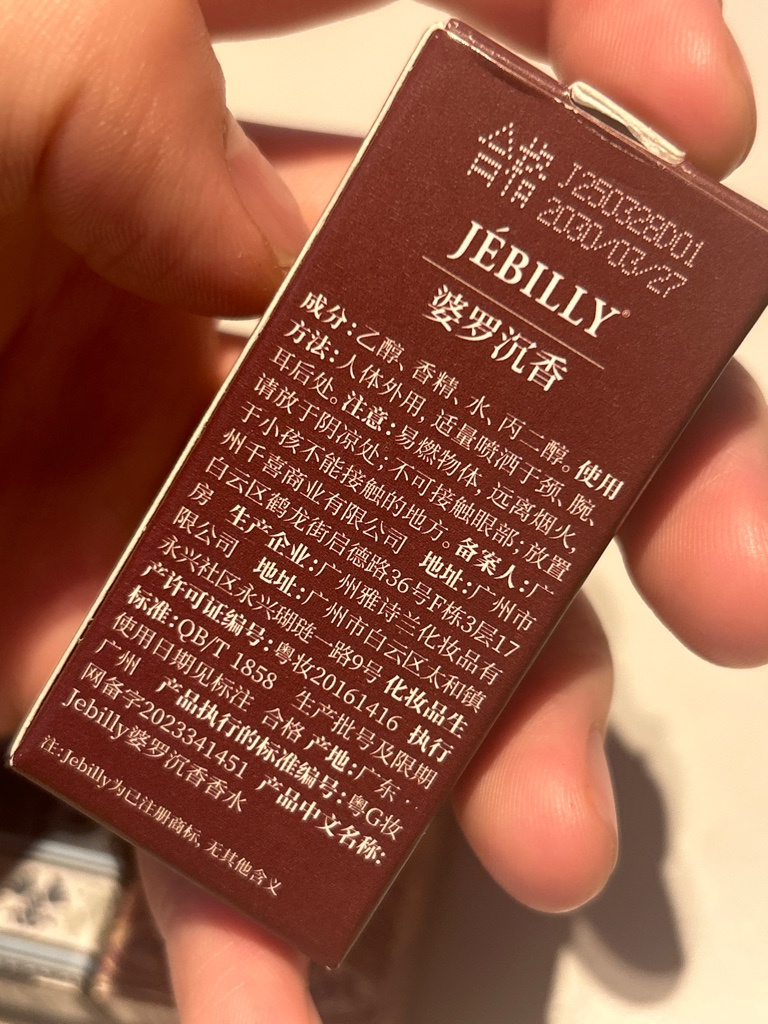 合格 I250328D01
2030/03/27
JÉBILLY®
婆罗沉香
成分:乙醇、香精、水、丙二醇。使用
方法:人体外用,适量喷洒于颈、腕、
耳后处。注意:易燃物体,远离烟火,
请放于阴凉处;不可接触眼部;放置
于小孩不能接触的地方。备案人:广
州千喜商业有限公司 地址:广州市
白云区鹤龙街启德路36号F栋3层17
房 生产企业:广州雅诗兰化妆品有
限公司 地址:广州市白云区太和镇
永兴社区永兴瑚琏一路9号 化妆品生
产许可证编号:粤妆20161416 执行
标准:QB/T 1858 生产批号及限期
使用日期见标注 合格 产地:广东·
广州 产品执行的标准编号:粤G妆
网备字2023341451 产品中文名称:
Jebilly婆罗沉香香水
注:Jebilly为已注册商标,无其他含义